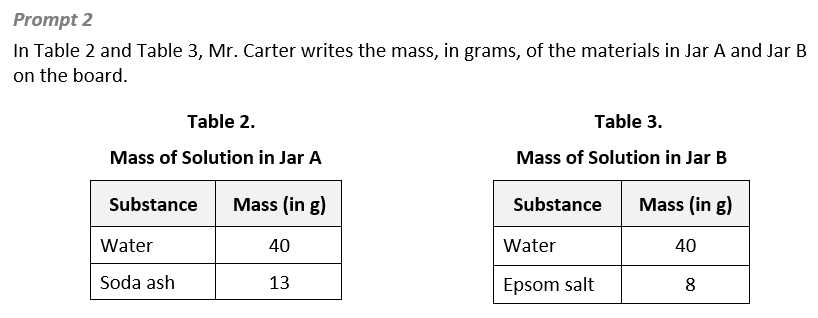 Prompt 2
In Table 2 and Table 3, Mr. Carter writes the mass, in grams, of the materials in Jar A and Jar B
on the board.
Table 2.
Mass of Solution in Jar A
Substance Mass (in g)
Water 40
Soda ash 13
Table 3.
Mass of Solution in Jar B
Substance Mass (in g)
Water 40
Epsom salt 8